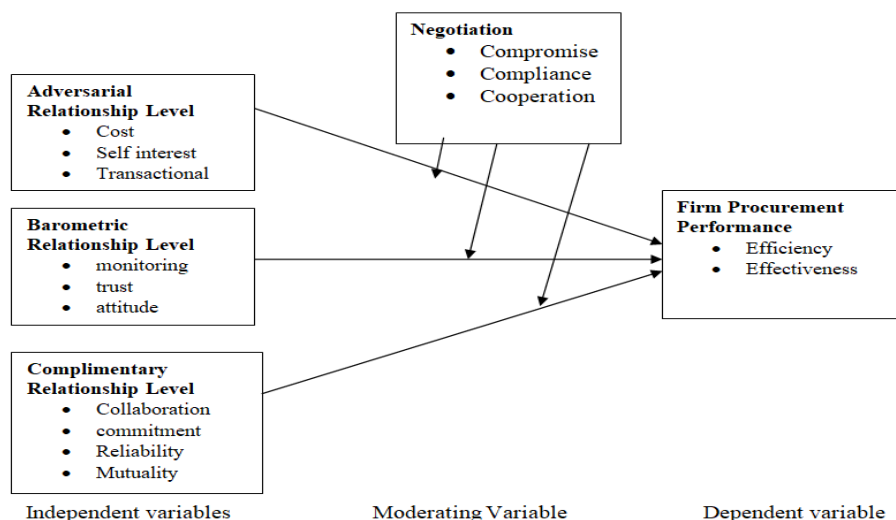 Negotiation
• Compromise
• Compliance
• Cooperation
Adversarial
Relationship Level
• Cost
• Self interest
• Transactional
Barometric
Relationship Level
• monitoring
• trust
• attitude
Firm Procurement
Performance
• Efficiency
• Effectiveness
Complimentary
Relationship Level
• Collaboration
• commitment
• Reliability
• Mutuality
Independent variables
Moderating Variable
Dependent variable